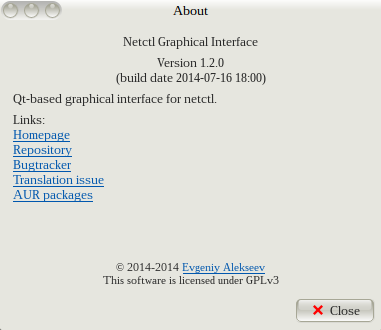 About
Netctl Graphical Interface
Version 1.2.0
(build date 2014-07-16 18:00)
Qt-based graphical interface for netctl.
Links:
Homepage
Repository
Bugtracker
Translation issue
AUR packages
© 2014-2014 Evgeniy Alekseev
This software is licensed under GPLv3
Close